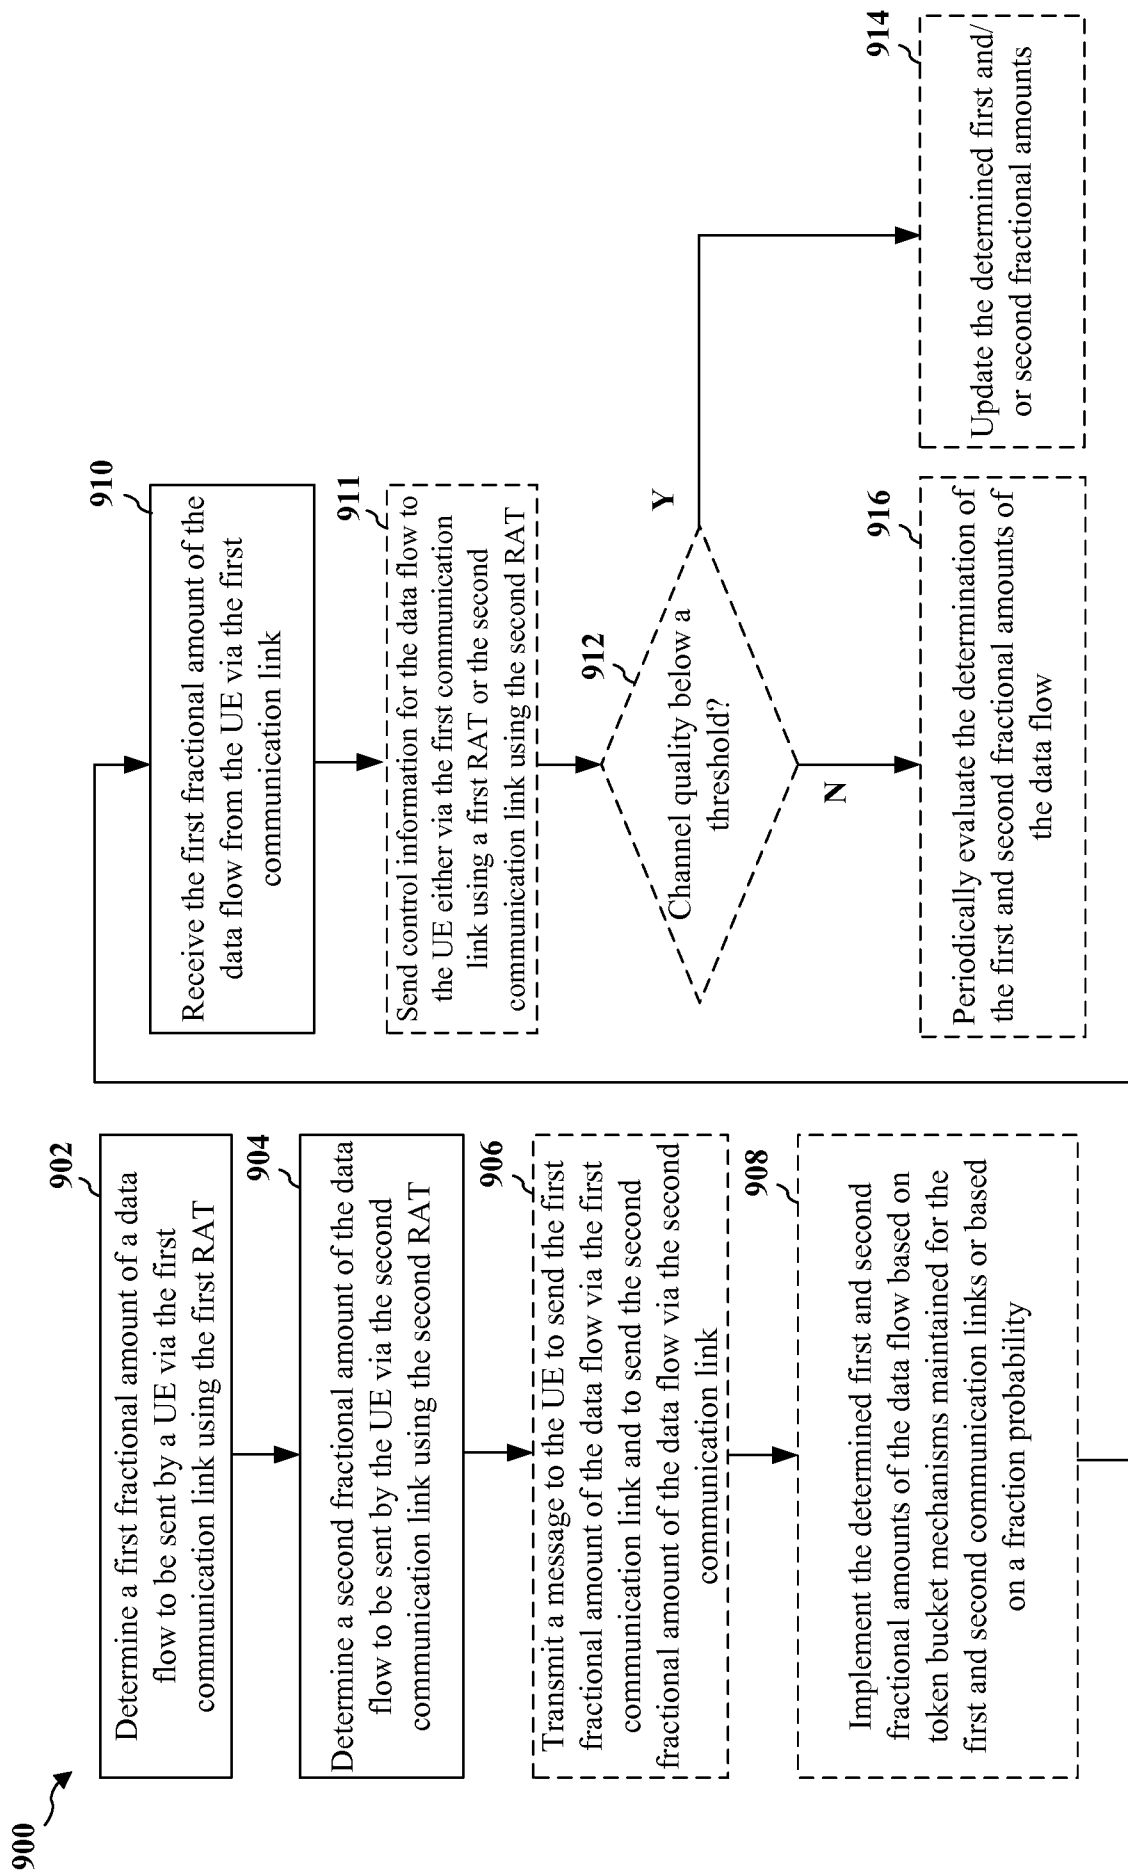 900
902
Determine a first fractional amount of a data
flow to be sent by a UE via the first
communication link using the first RAT
904
Determine a second fractional amount of the data
flow to be sent by the UE via the second
communication link using the second RAT
906
Transmit a message to the UE to send the first
fractional amount of the data flow via the first
communication link and to send the second
fractional amount of the data flow via the second
communication link
908
Implement the determined first and second
fractional amounts of the data flow based on
token bucket mechanisms maintained for the
first and second communication links or based
on a fraction probability
910
Receive the first fractional amount of the
data flow from the UE via the first
communication link
911
Send control information for the data flow to
the UE either via the first communication
link using a first RAT or the second
communication link using the second RAT
912
Channel quality below a
threshold?
Y
N
914
Update the determined first and/
or second fractional amounts
916
Periodically evaluate the determination of
the first and second fractional amounts of
the data flow